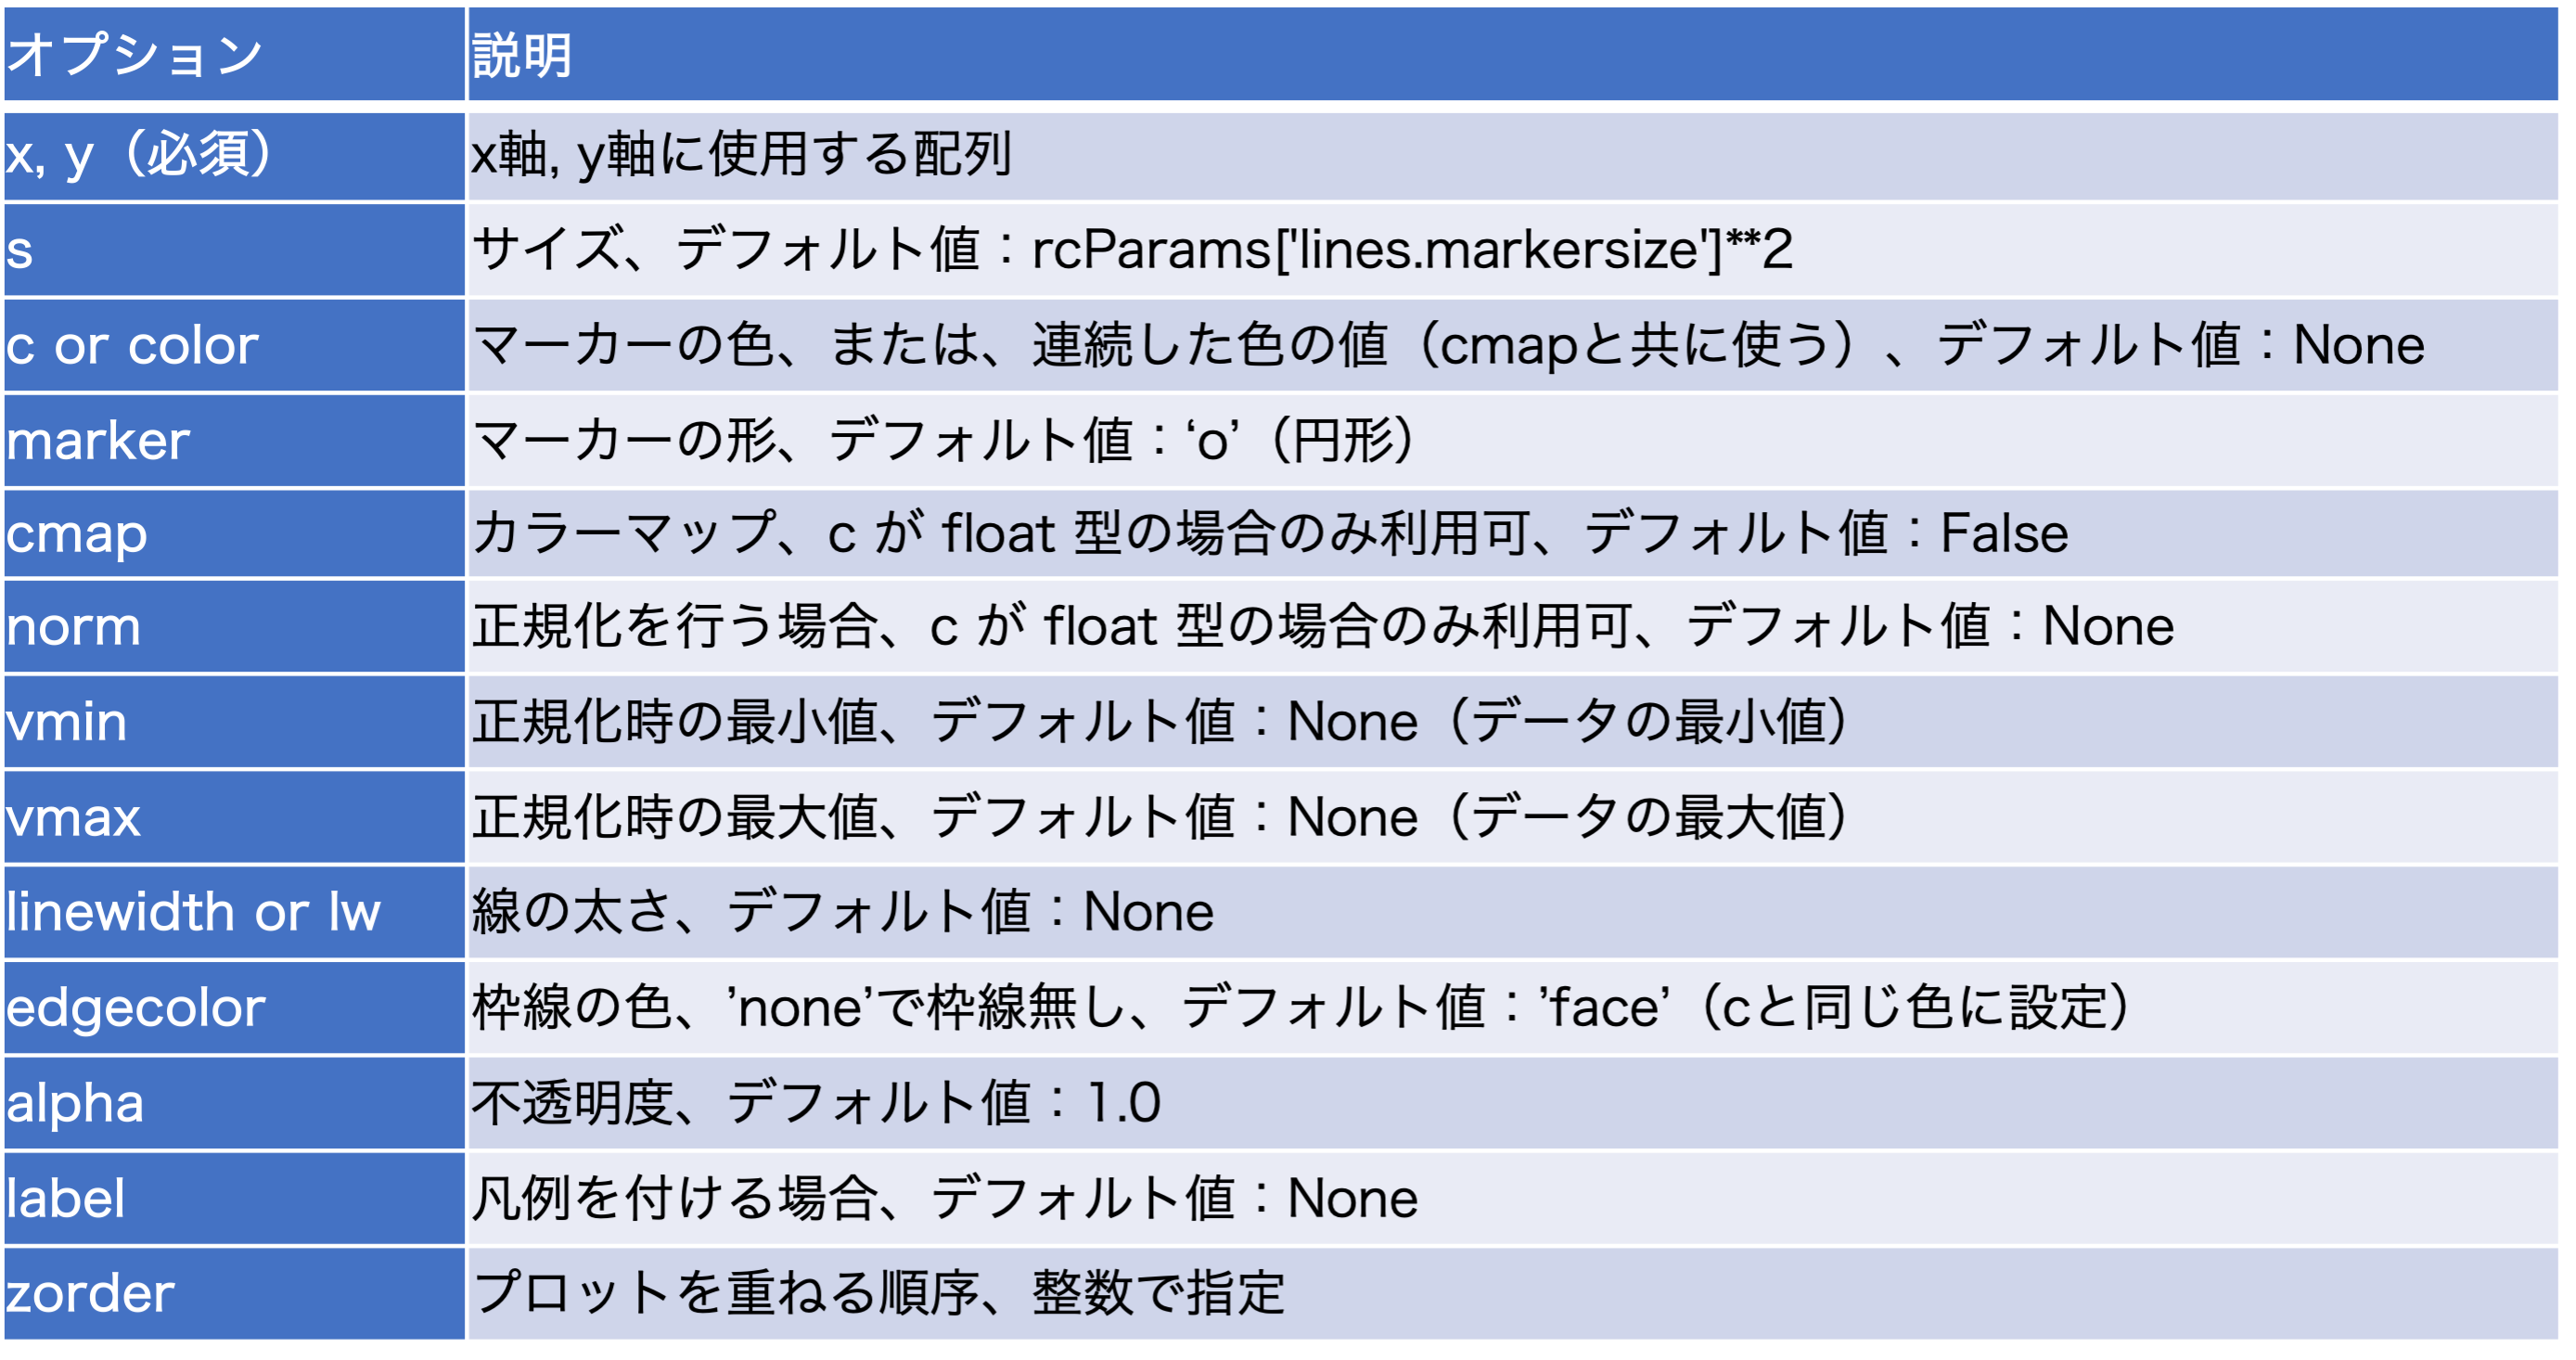 オプション 説明
x, y（必須） x軸, y軸に使用する配列
s サイズ、デフォルト値：rcParams['lines.markersize']**2
c or color マーカーの色、または、連続した色の値（cmapと共に使う）、デフォルト値：None
marker マーカーの形、デフォルト値：‘o’（円形）
cmap カラーマップ、c が float 型の場合のみ利用可、デフォルト値：False
norm 正規化を行う場合、c が float 型の場合のみ利用可、デフォルト値：None
vmin 正規化時の最小値、デフォルト値：None（データの最小値）
vmax 正規化時の最大値、デフォルト値：None（データの最大値）
linewidth or lw 線の太さ、デフォルト値：None
edgecolor 枠線の色、’none’で枠線無し、デフォルト値：’face’（cと同じ色に設定）
alpha 不透明度、デフォルト値：1.0
label 凡例を付ける場合、デフォルト値：None
zorder プロットを重ねる順序、整数で指定